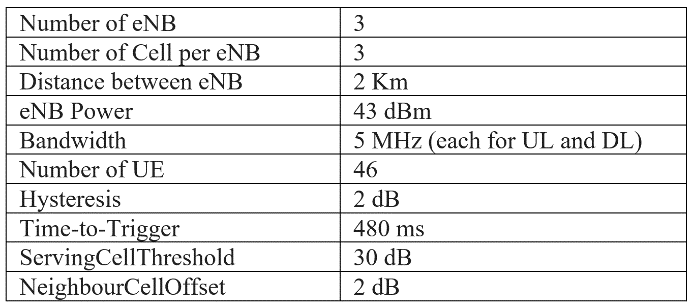 Number of eNB 3
Number of Cell per eNB 3
Distance between eNB 2 Km
eNB Power 43 dBm
Bandwidth 5 MHz (each for UL and DL)
Number of UE 46
Hysteresis 2 dB
Time-to-Trigger 480 ms
ServingCellThreshold 30 dB
NeighbourCellOffset 2 dB